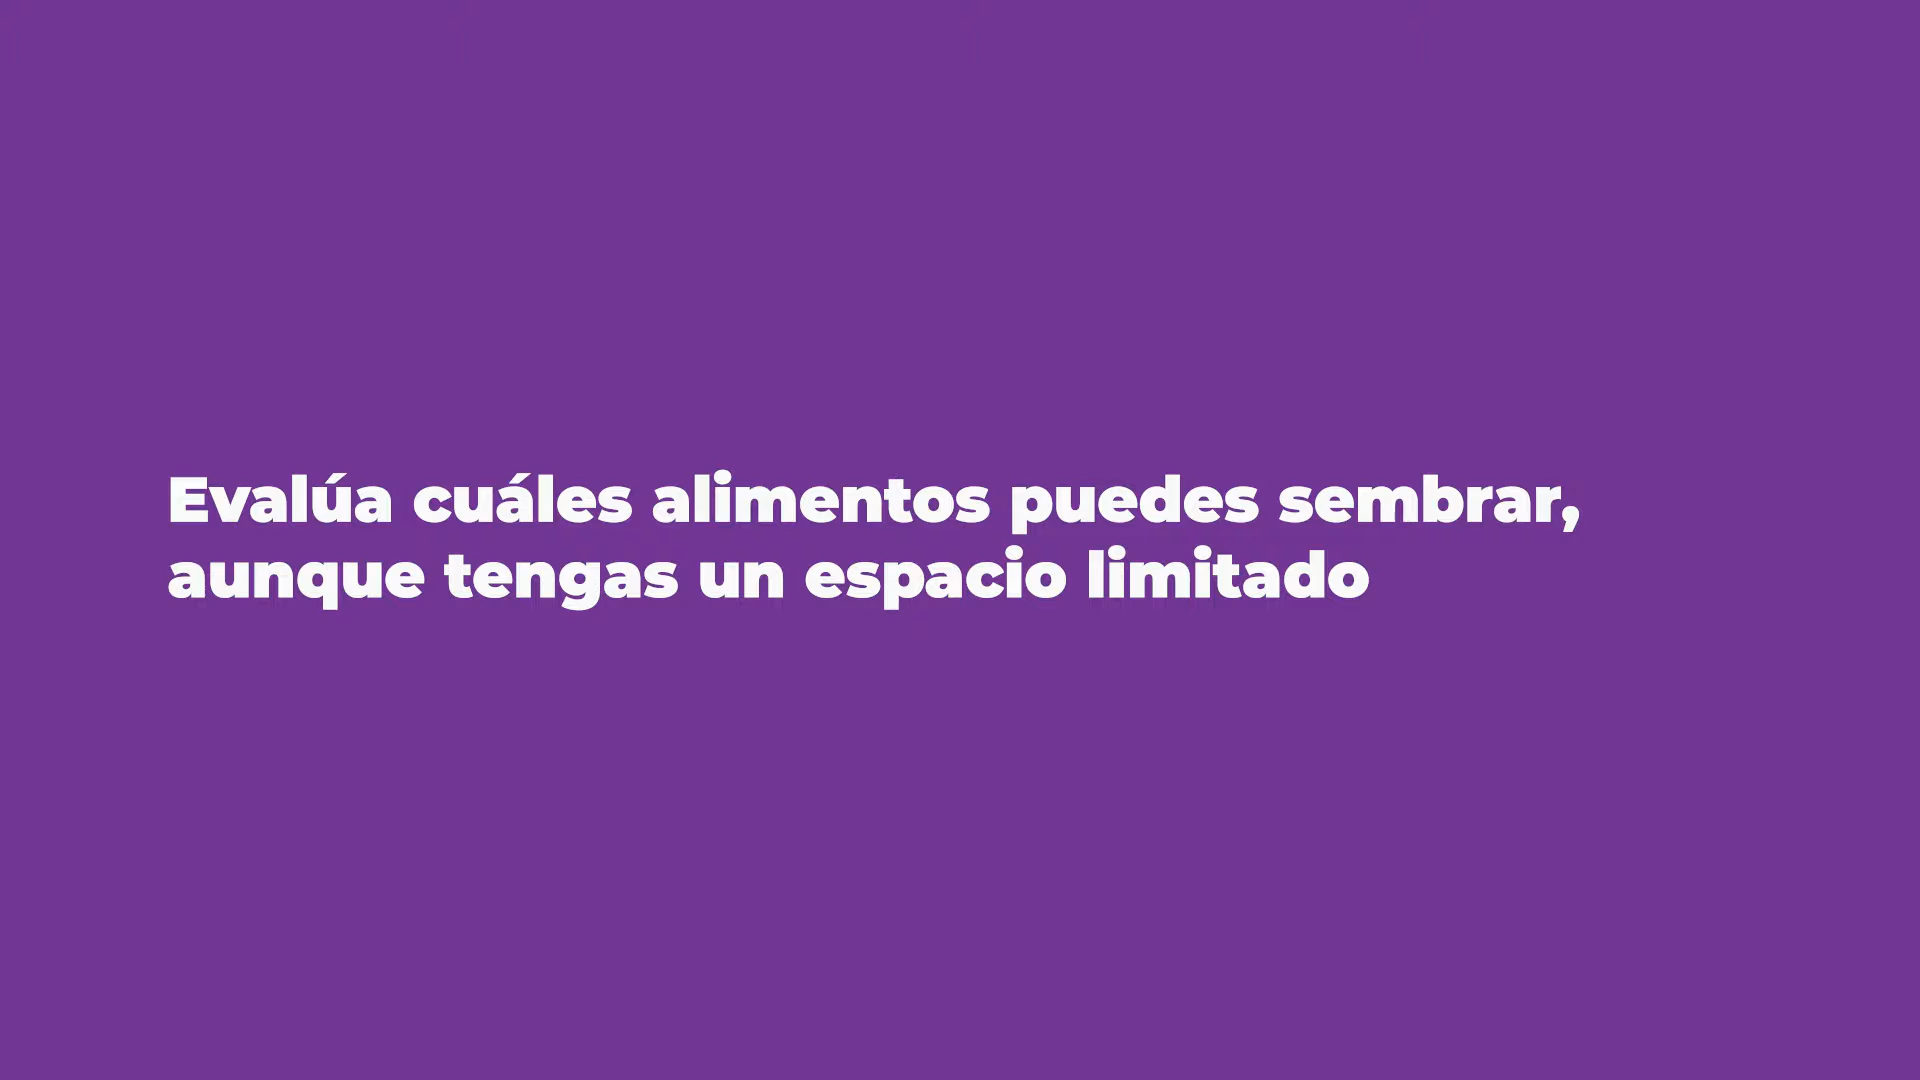 Evalúa cuáles alimentos puedes sembrar,
aunque tengas un espacio limitado